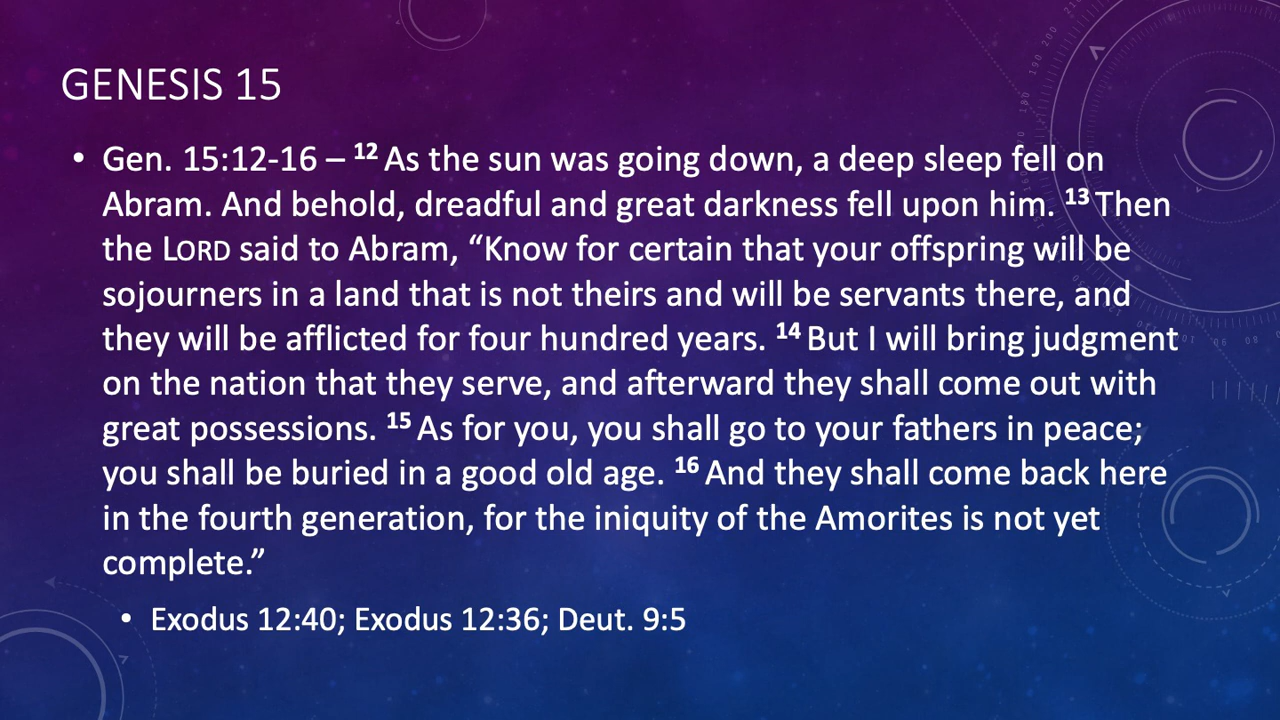 GENESIS 15
• Gen. 15:12-16 – 12 As the sun was going down, a deep sleep fell on
Abram. And behold, dreadful and great darkness fell upon him. 13 Then
the LORD said to Abram, “Know for certain that your offspring will be
sojourners in a land that is not theirs and will be servants there, and
they will be afflicted for four hundred years. 14 But I will bring judgment
on the nation that they serve, and afterward they shall come out with
great possessions. 15 As for you, you shall go to your fathers in peace;
you shall be buried in a good old age. 16 And they shall come back here
in the fourth generation, for the iniquity of the Amorites is not yet
complete.”
• Exodus 12:40; Exodus 12:36; Deut. 9:5